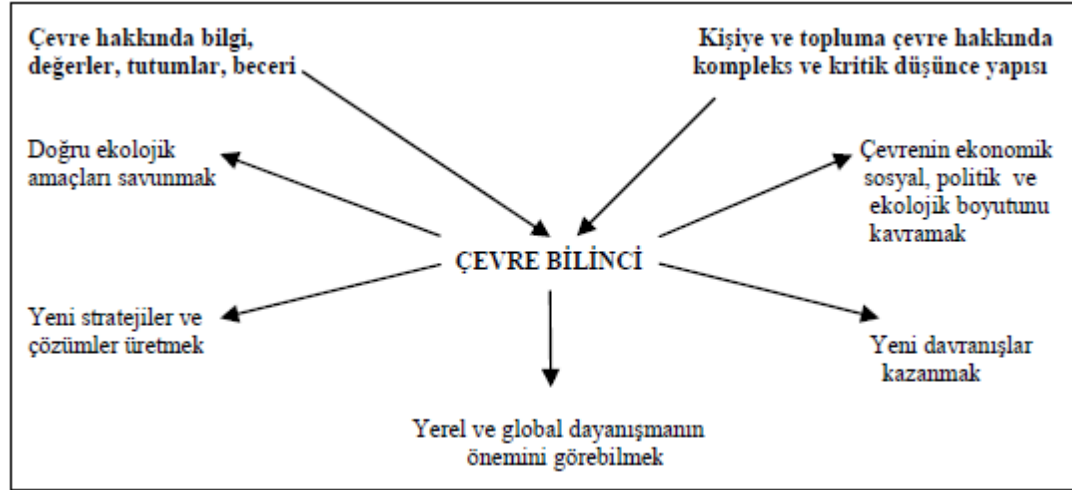 Çevre hakkında bilgi,
değerler, tutumlar, beceri
Kişiye ve topluma çevre hakkında
kompleks ve kritik düşünce yapısı
Doğru ekolojik
amaçları savunmak
Çevrenin ekonomik
sosyal, politik ve
ekolojik boyutunu
kavramak
ÇEVRE BİLİNCİ
Yeni stratejiler ve
çözümler üretmek
Yeni davranışlar
kazanmak
Yerel ve global dayanışmanın
önemini görebilmek